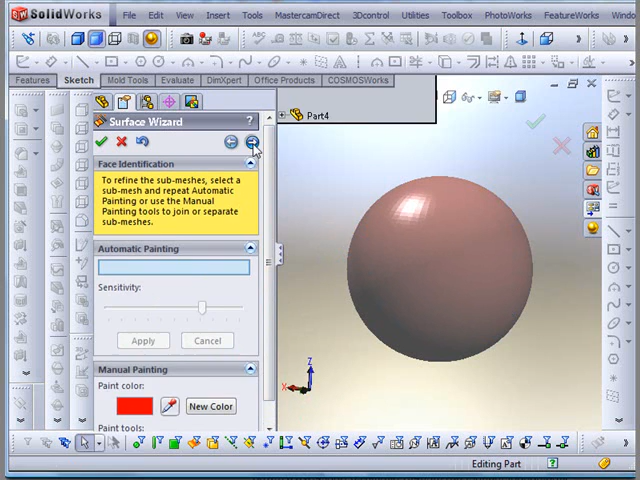 SolidWorks
File
Edit
View
Insert
Tools
MastercamDirect
3Dcontrol
Utilities
Toolbox
PhotoWorks
FeatureWorks
Windo
Features
Sketch
Mold Tools
Evaluate
DimXpert
Office Products
COSMOSWorks
Part4
Surface Wizard
?
Face Identification
To refine the sub-meshes, select a
sub-mesh and repeat Automatic
Painting or use the Manual
Painting tools to join or separate
sub-meshes.
Automatic Painting
Sensitivity:
Apply
Cancel
Manual Painting
Paint color:
New Color
Paint tools:
Z
X
Editing Part
?